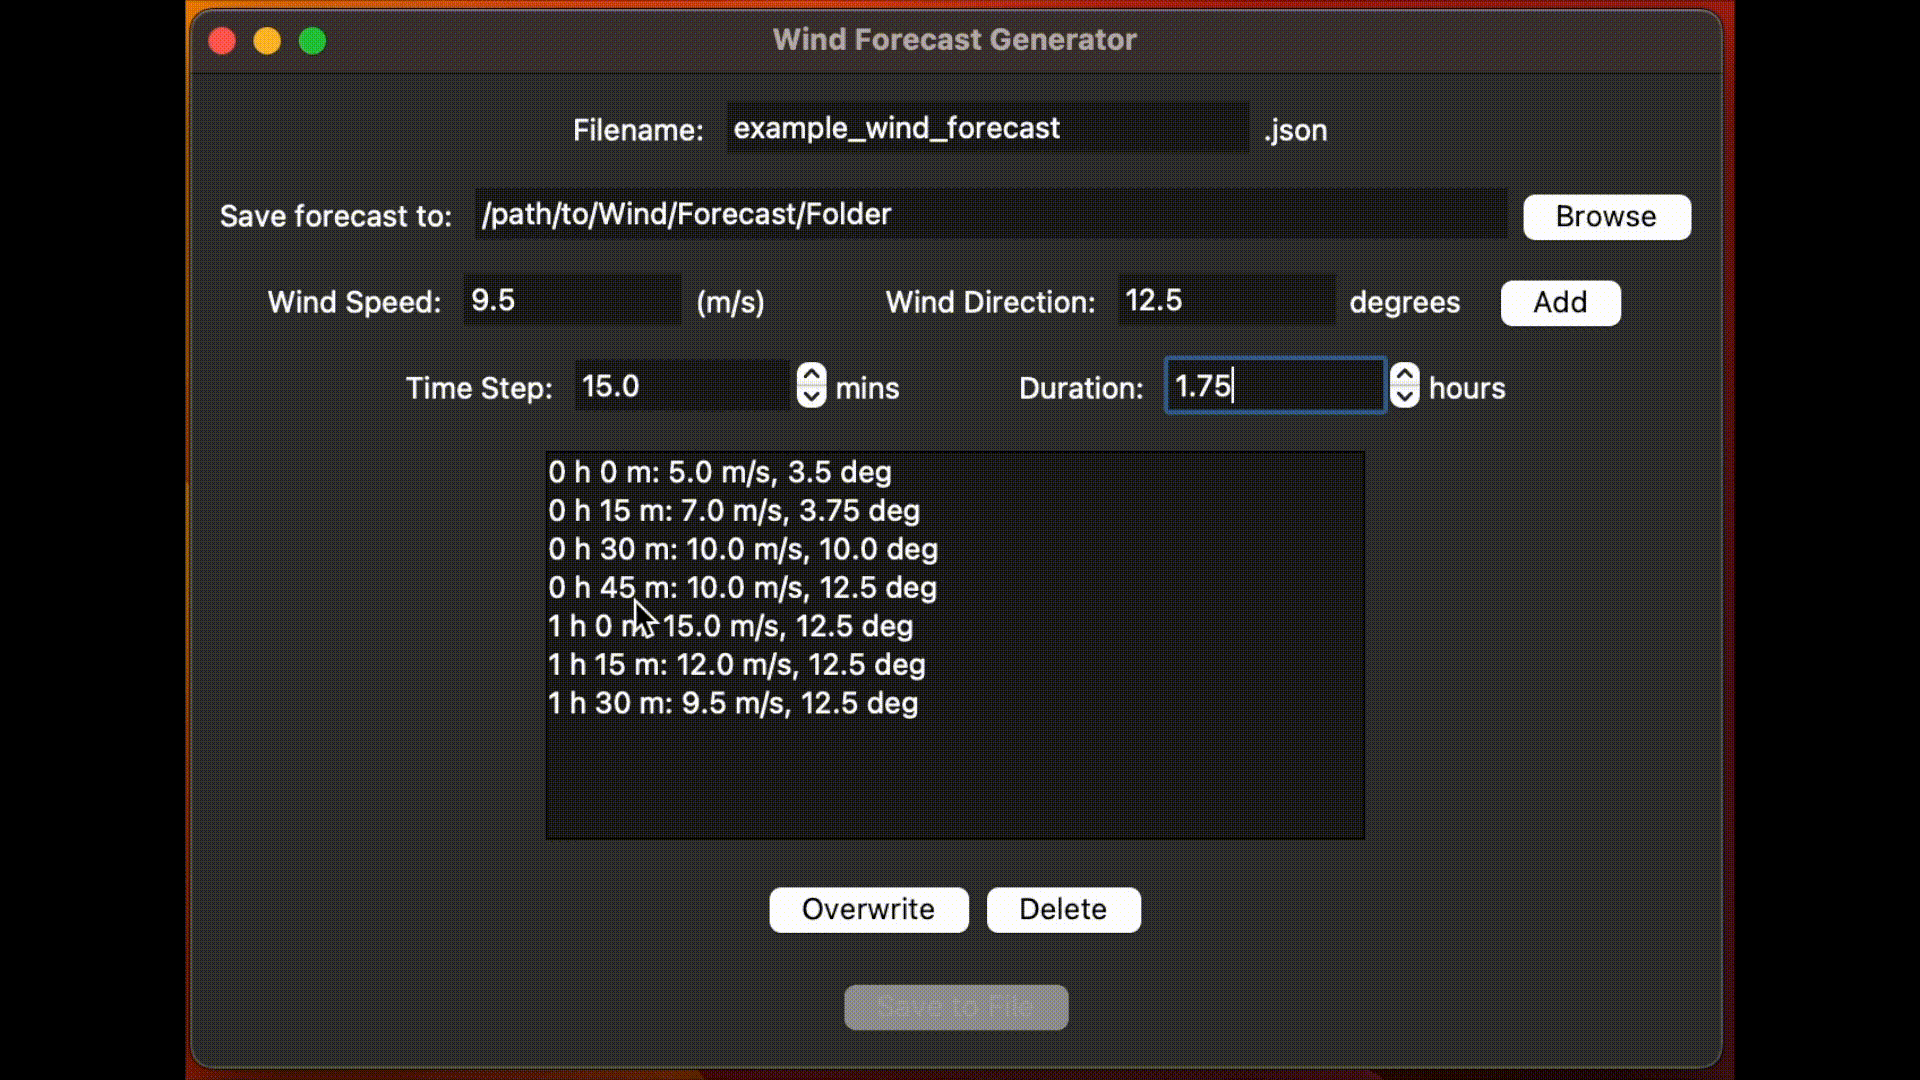 Wind Forecast Generator
Filename: example_wind_forecast .json
Save forecast to: /path/to/Wind/Forecast/Folder Browse
Wind Speed: 9.5 (m/s) Wind Direction: 12.5 degrees Add
Time Step: 15.0 mins Duration: 1.75 hours
0 h 0 m: 5.0 m/s, 3.5 deg
0 h 15 m: 7.0 m/s, 3.75 deg
0 h 30 m: 10.0 m/s, 10.0 deg
0 h 45 m: 10.0 m/s, 12.5 deg
1 h 0 m: 15.0 m/s, 12.5 deg
1 h 15 m: 12.0 m/s, 12.5 deg
1 h 30 m: 9.5 m/s, 12.5 deg
Overwrite Delete
Save to File